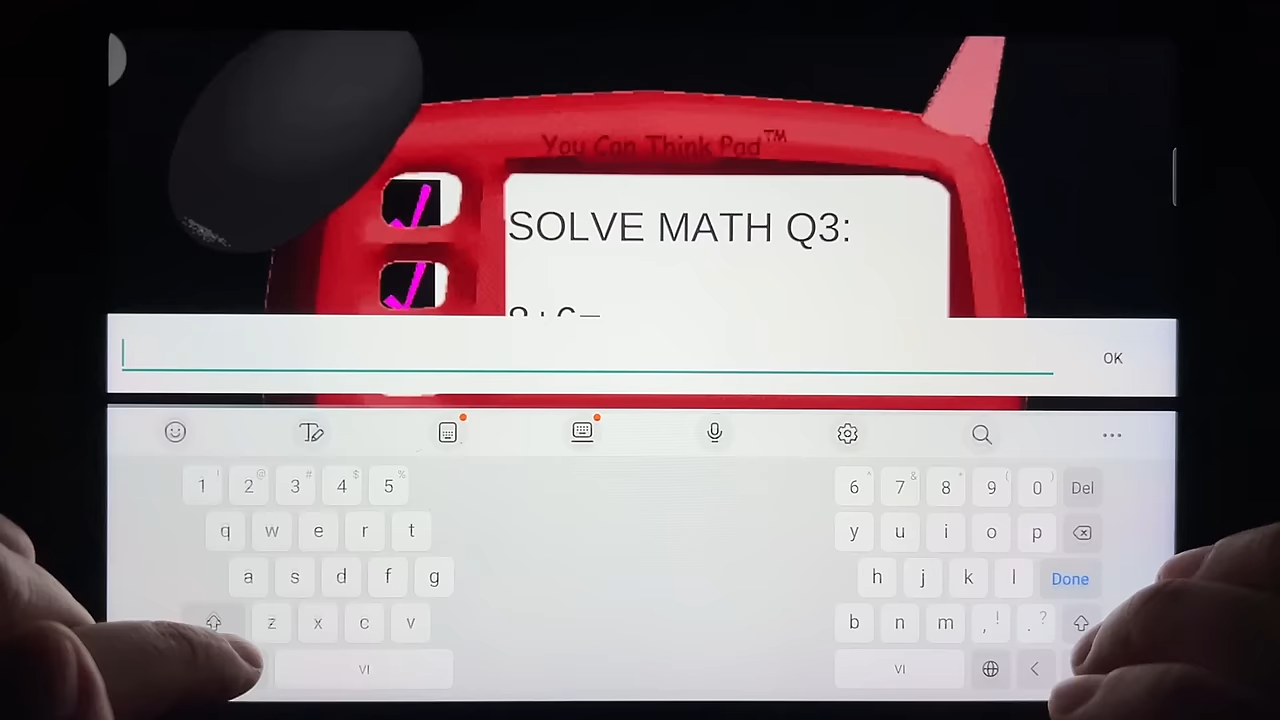 You Can Think Pad™
SOLVE MATH Q3:
OK
1 ! 2 @ 3 # 4 $ 5 %
6 ^ 7 & 8 * 9 ( 0 ) Del
q w e r t
y u i o p
a s d f g
h j k l Done
z x c v
b n m , ! . ?
VI
VI